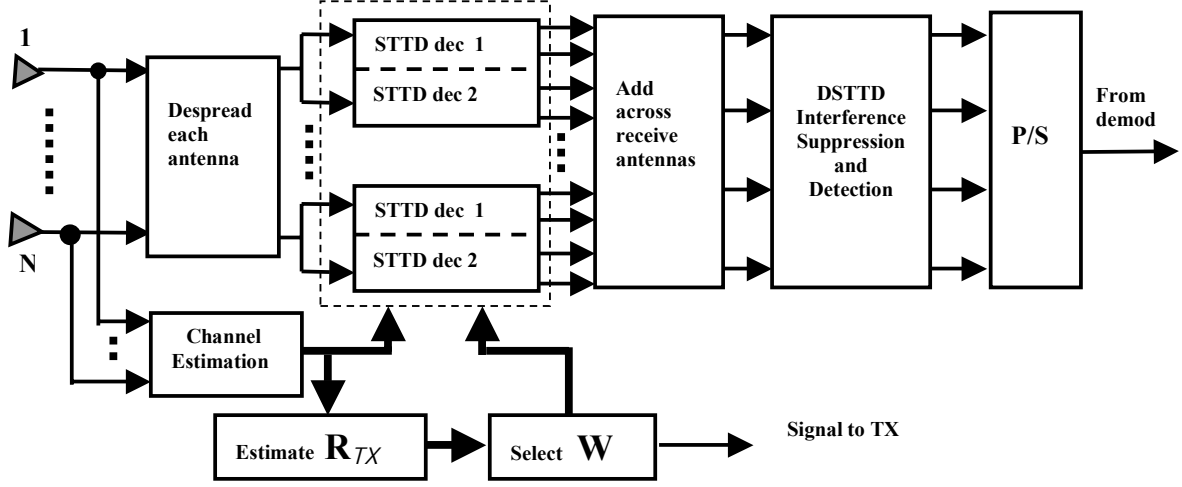 1
N
Despread
each
antenna
STTD dec 1
STTD dec 2
STTD dec 1
STTD dec 2
Add
across
receive
antennas
DSTTD
Interference
Suppression
and
Detection
P/S
From
demod
Channel
Estimation
Estimate R TX
Select W
Signal to TX